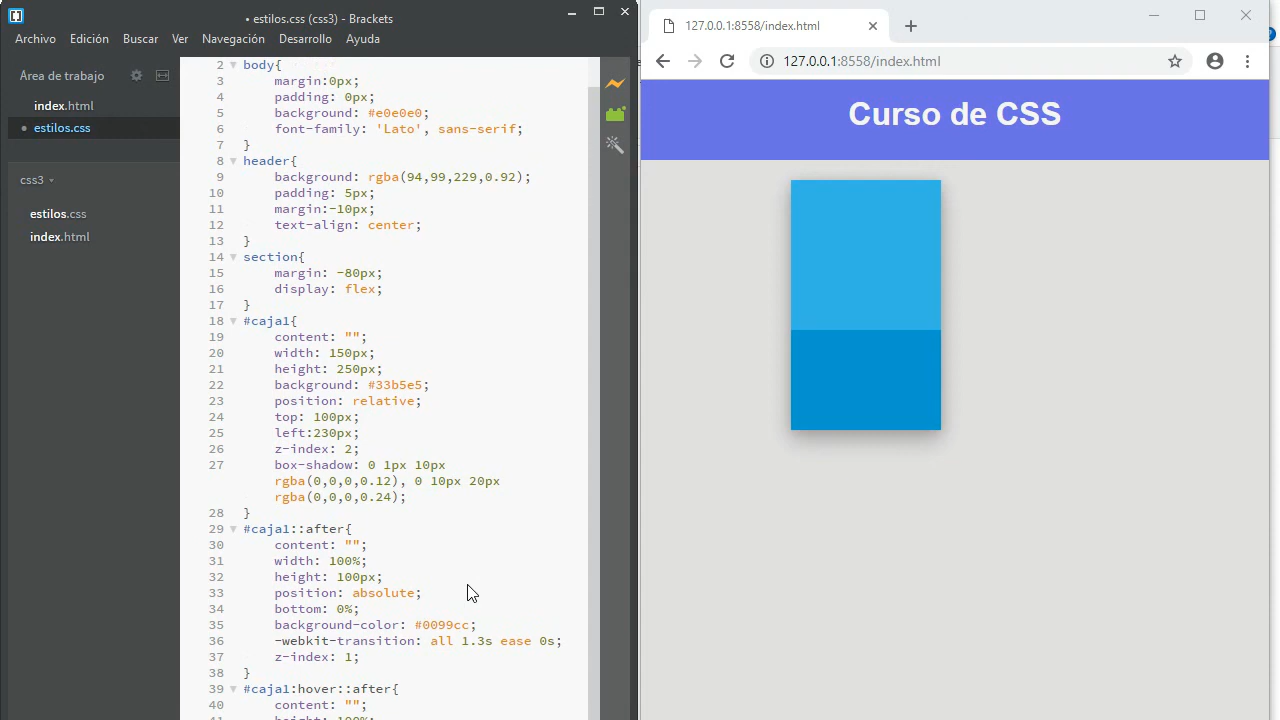 • estilos.css (css3) - Brackets
Archivo Edición Buscar Ver Navegación Desarrollo Ayuda
Área de trabajo
index.html
estilos.css
css3
estilos.css
index.html
2 body{
3 margin:0px;
4 padding: 0px;
5 background: #e0e0e0;
6 font-family: 'Lato', sans-serif;
7 }
8 header{
9 background: rgba(94,99,229,0.92);
10 padding: 5px;
11 margin:-10px;
12 text-align: center;
13 }
14 section{
15 margin: -80px;
16 display: flex;
17 }
18 #caja1{
19 content: "";
20 width: 150px;
21 height: 250px;
22 background: #33b5e5;
23 position: relative;
24 top: 100px;
25 left:230px;
26 z-index: 2;
27 box-shadow: 0 1px 10px
rgba(0,0,0,0.12), 0 10px 20px
rgba(0,0,0,0.24);
28 }
29 #caja1::after{
30 content: "";
31 width: 100%;
32 height: 100px;
33 position: absolute;
34 bottom: 0%;
35 background-color: #0099cc;
36 -webkit-transition: all 1.3s ease 0s;
37 z-index: 1;
38 }
39 #caja1:hover::after{
40 content: "";
41 height: 100%;
127.0.0.1:8558/index.html
127.0.0.1:8558/index.html
Curso de CSS